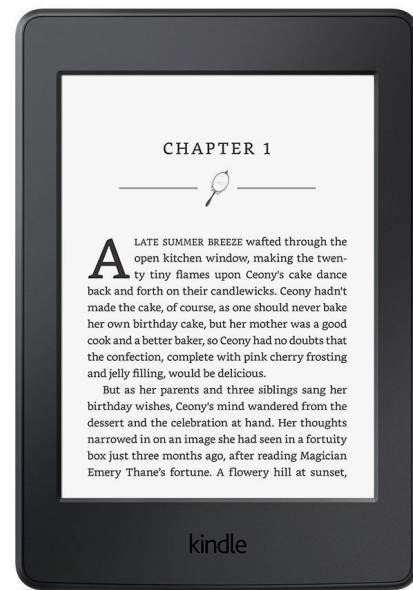 CHAPTER 1
A LATE SUMMER BREEZE wafted through the
open kitchen window, making the twen-
ty tiny flames upon Ceony's cake dance
back and forth on their candlewicks. Ceony hadn't
made the cake, of course, as one should never bake
her own birthday cake, but her mother was a good
cook and a better baker, so Ceony had no doubts that
the confection, complete with pink cherry frosting
and jelly filling, would be delicious.
But as her parents and three siblings sang her
birthday wishes, Ceony's mind wandered from the
dessert and the celebration at hand. Her thoughts
narrowed in on an image she had seen in a fortuity
box just three months ago, after reading Magician
Emery Thane's fortune. A flowery hill at sunset,
kindle